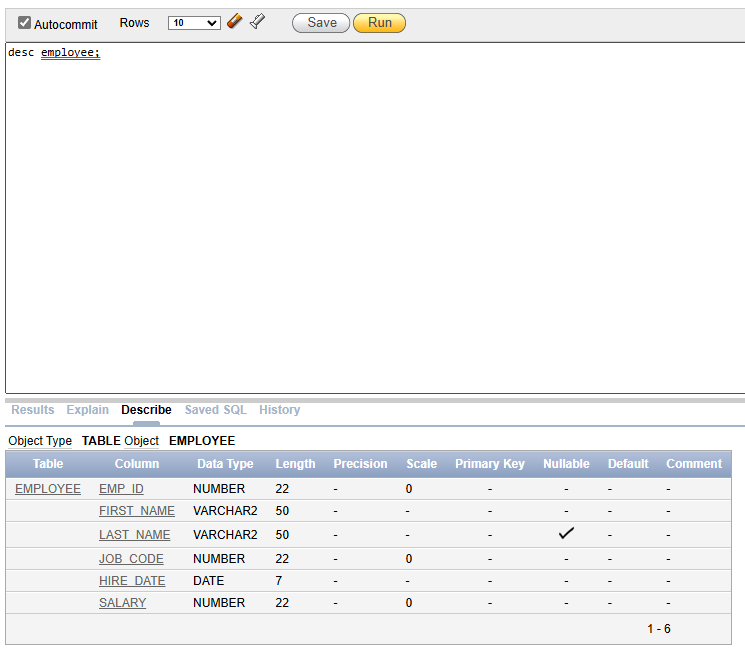 Autocommit Rows 10 Save Run
desc employee;
Results Explain Describe Saved SQL History
Object Type TABLE Object EMPLOYEE
Table Column Data Type Length Precision Scale Primary Key Nullable Default Comment
EMPLOYEE EMP_ID NUMBER 22 - 0 - - - -
FIRST_NAME VARCHAR2 50 - - - - - -
LAST_NAME VARCHAR2 50 - - - ✓ - -
JOB_CODE NUMBER 22 - 0 - - - -
HIRE_DATE DATE 7 - - - - - -
SALARY NUMBER 22 - 0 - - - -
1 - 6